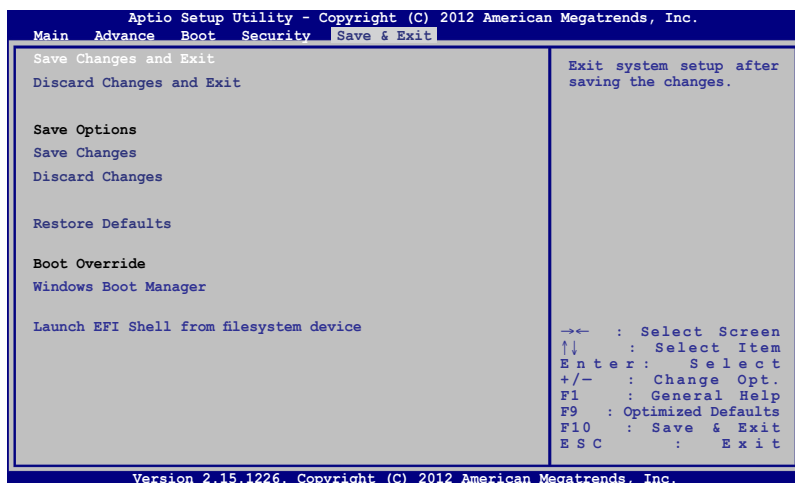 Aptio Setup Utility - Copyright (C) 2012 American Megatrends, Inc.
Main Advance Boot Security Save & Exit
Save Changes and Exit
Discard Changes and Exit
Save Options
Save Changes
Discard Changes
Restore Defaults
Boot Override
Windows Boot Manager
Launch EFI Shell from filesystem device
Exit system setup after
saving the changes.
→← : Select Screen
↑↓ : Select Item
Enter: Select
+/— : Change Opt.
F1 : General Help
F9 : Optimized Defaults
F10 : Save & Exit
ESC : Exit
Version 2.15.1226. Copyright (C) 2012 American Megatrends, Inc.